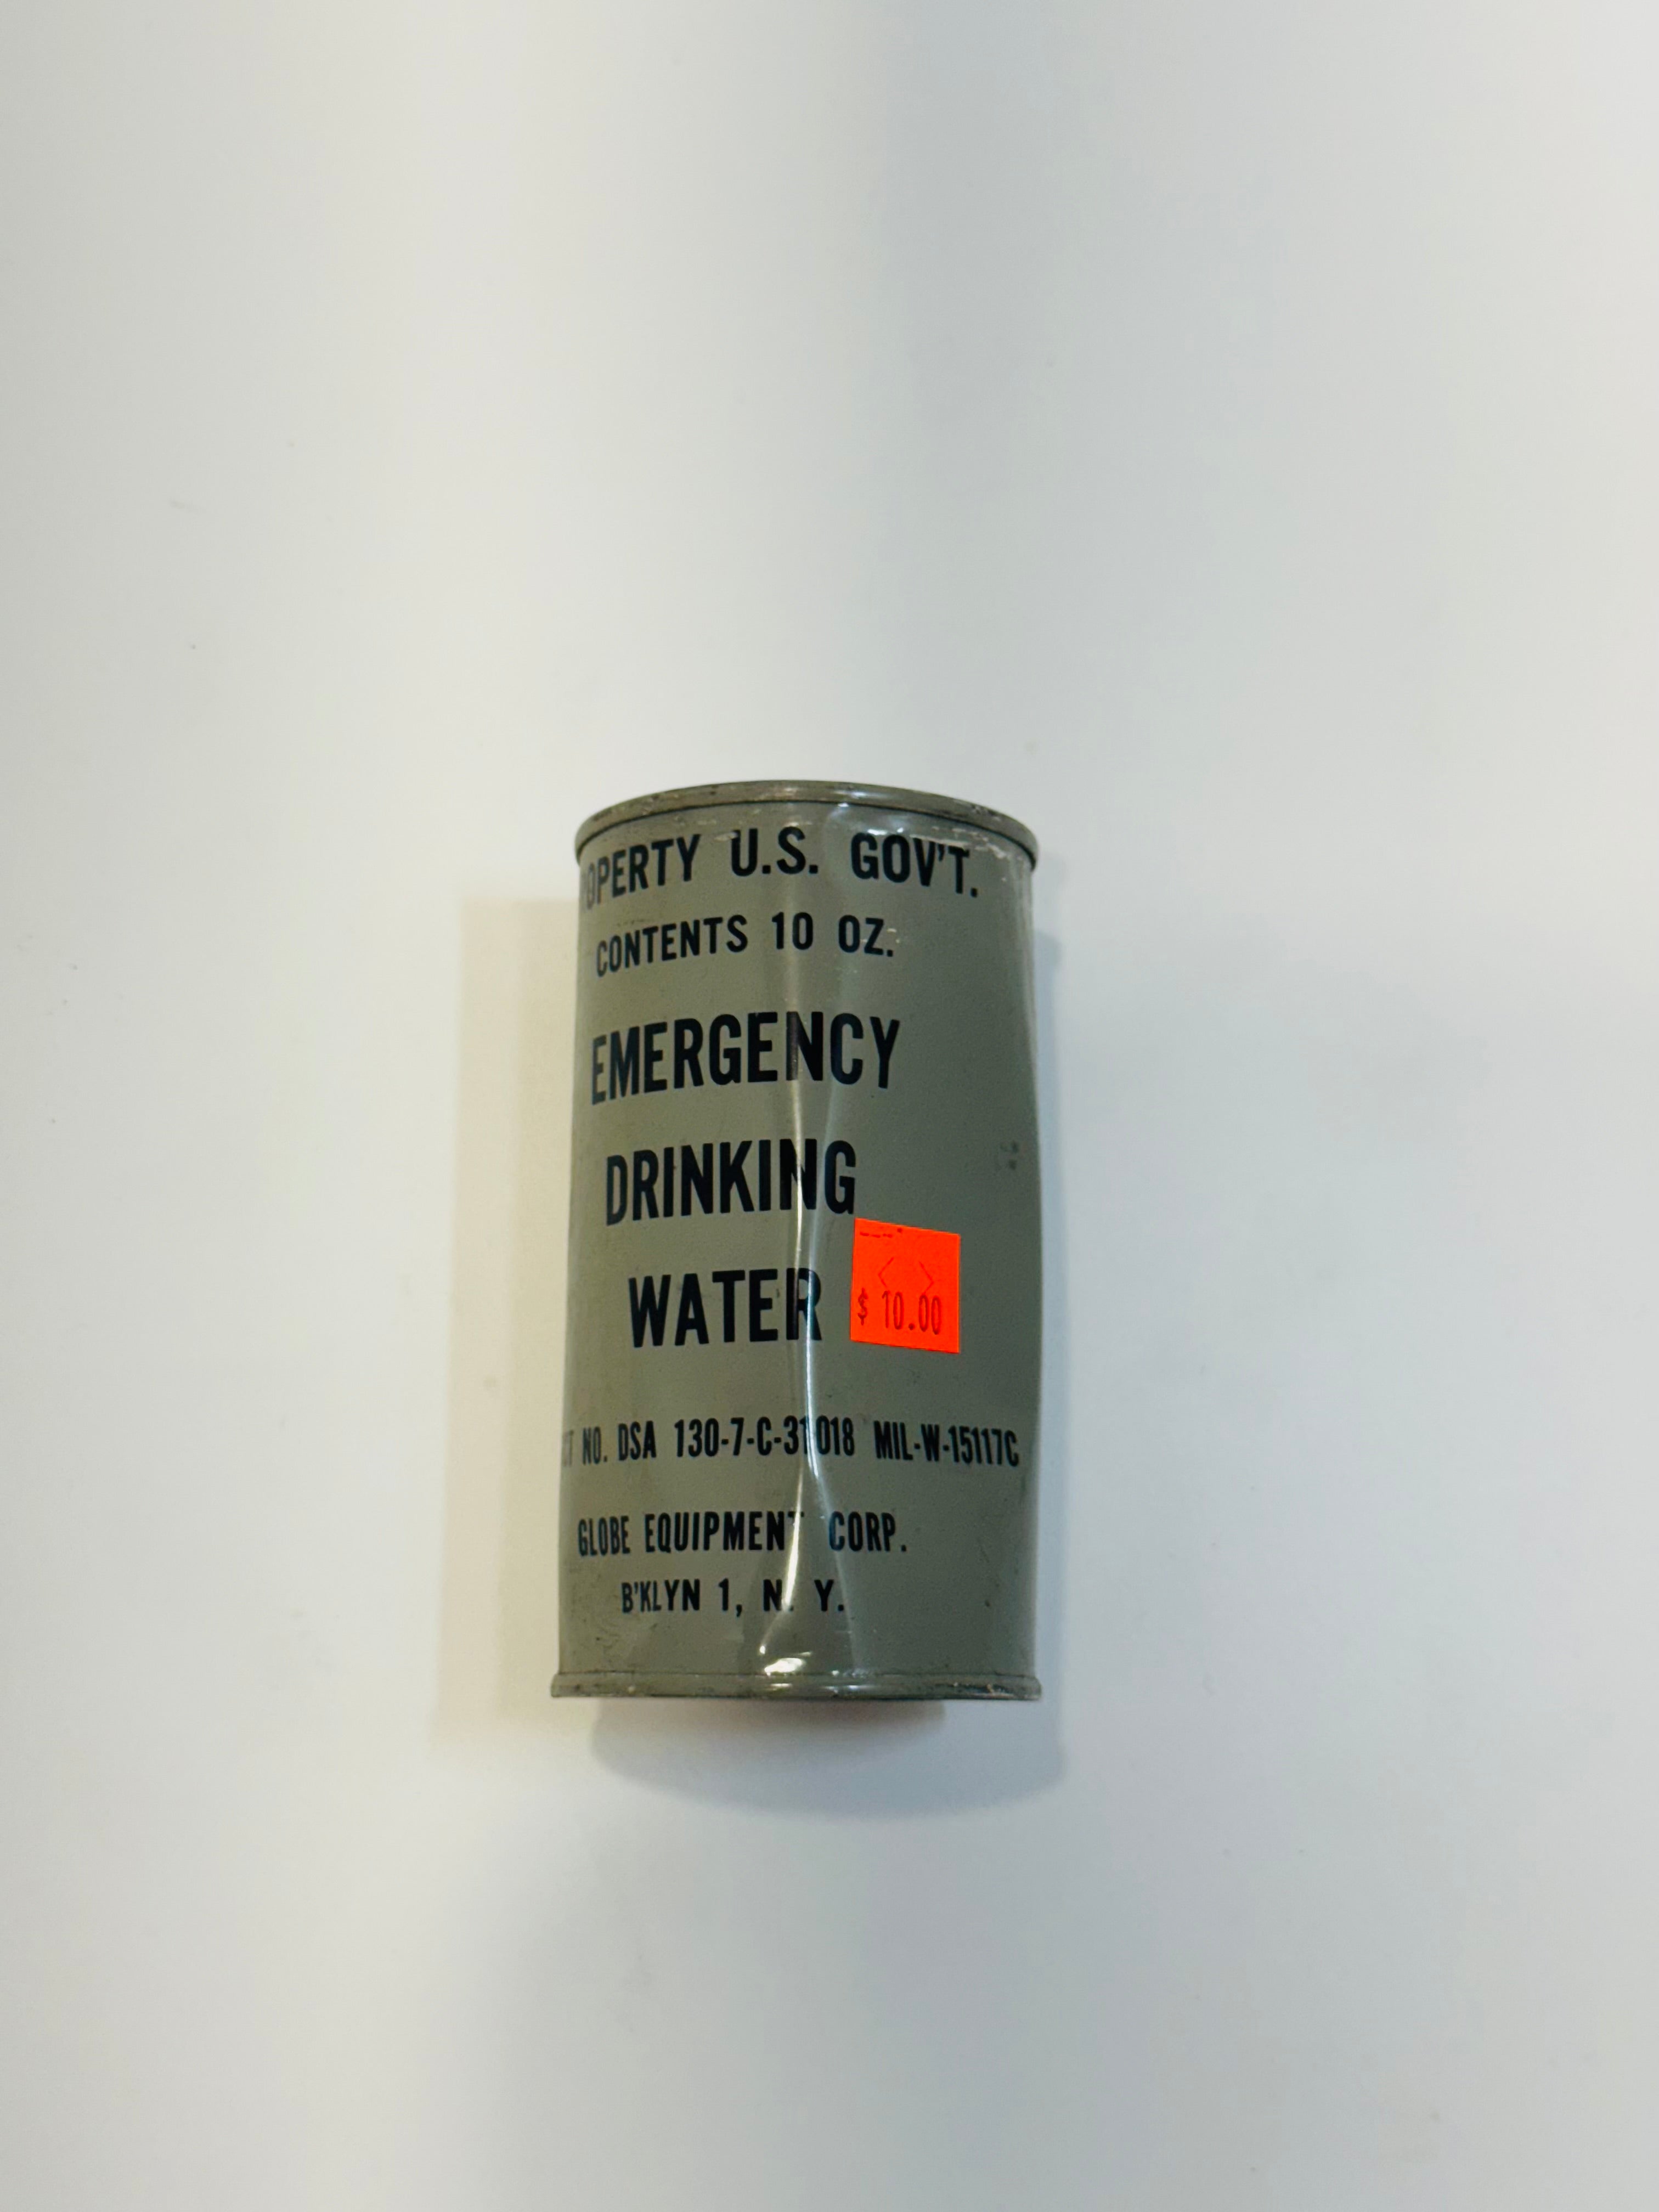 OPERTY U.S. GOV'T.
CONTENTS 10 OZ.
EMERGENCY
DRINKING
WATER
$ 10.00
CT NO. DSA 130-7-C-31018 MIL-W-15117C
GLOBE EQUIPMENT CORP.
B'KLYN 1, N. Y.